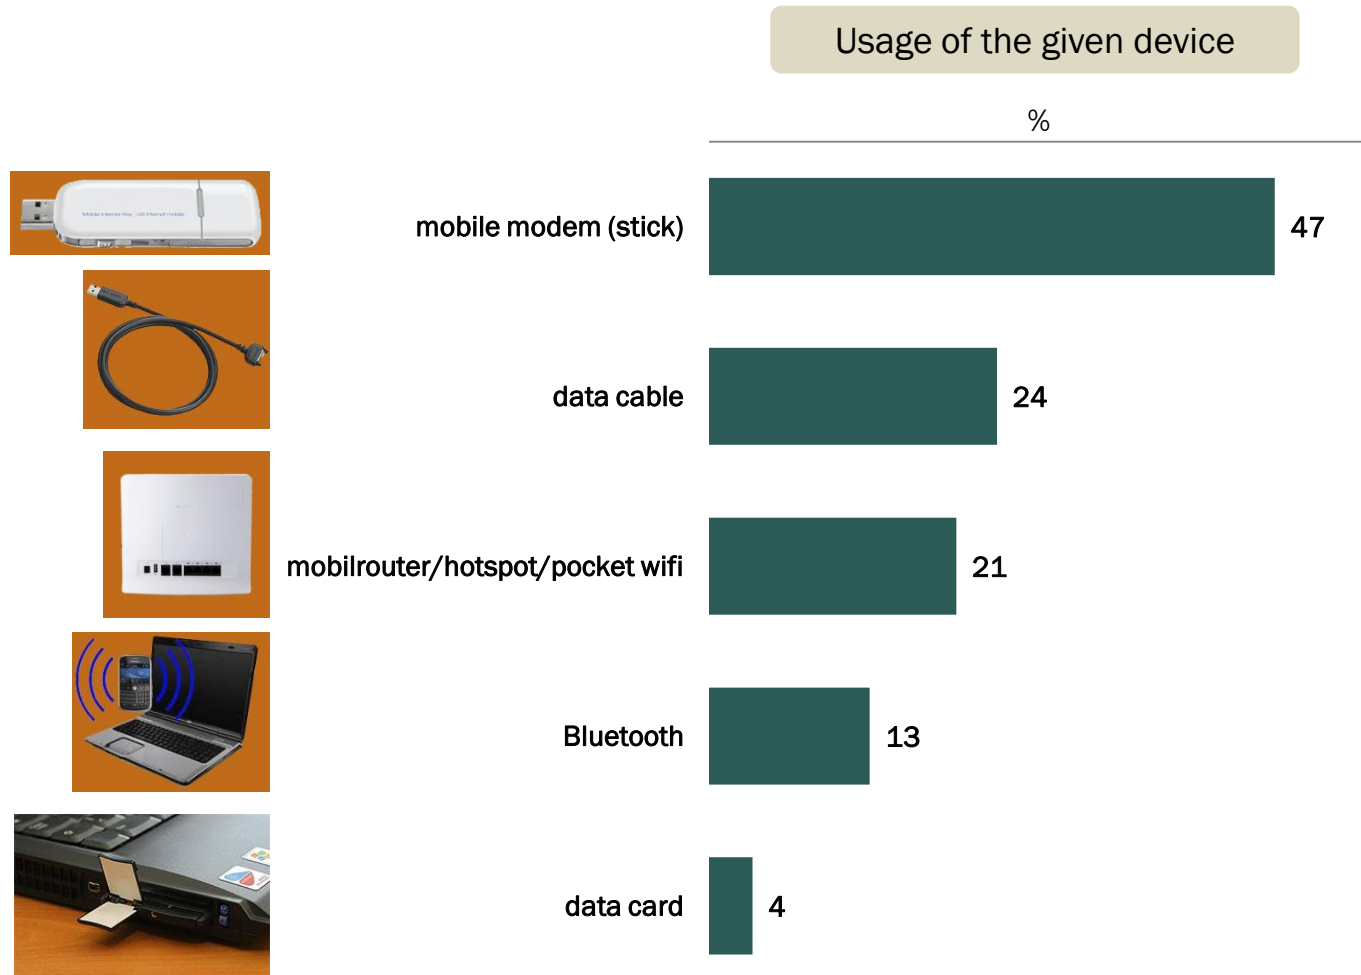 Usage of the given device
%
mobile modem (stick)
47
data cable
24
mobilrouter/hotspot/pocket wifi
21
Bluetooth
13
data card
4